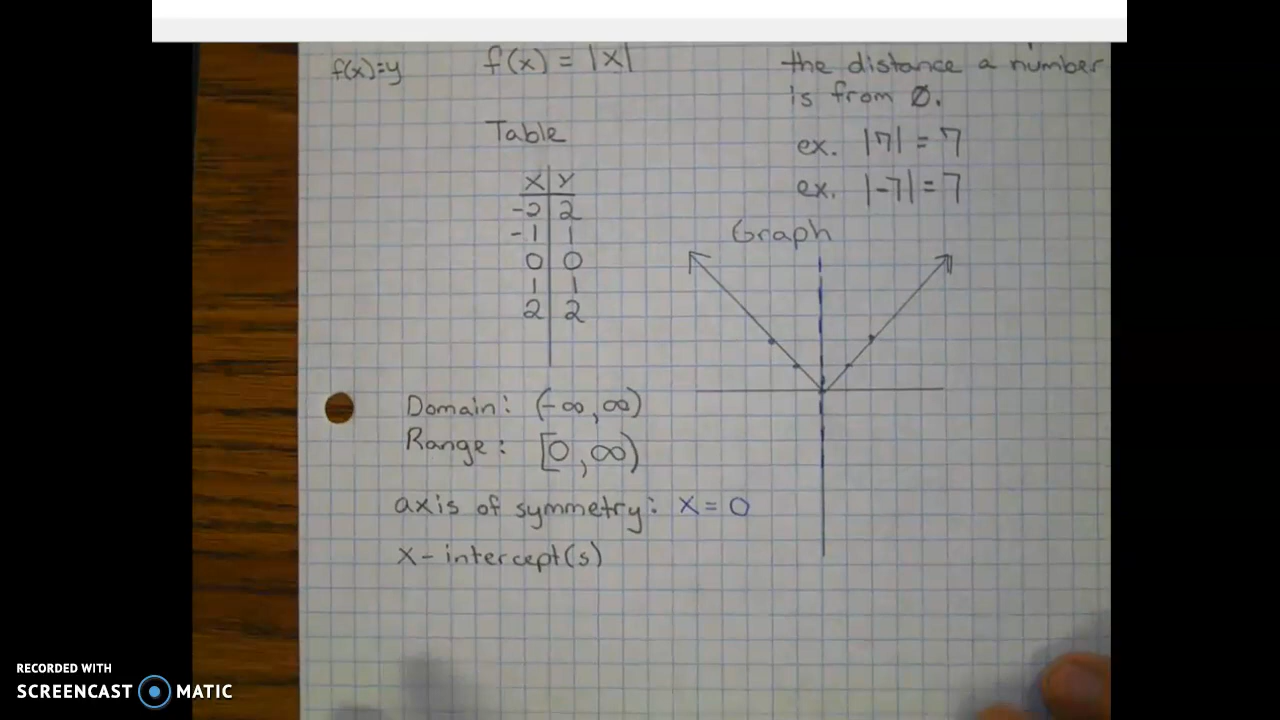 f(x)=y
f(x) = |x|
the distance a number
is from 0.
ex. |7| = 7
ex. |-7| = 7
Table
X Y
-2 2
-1 1
0 0
1 1
2 2
Graph
Domain: (-∞, ∞)
Range: [0, ∞)
axis of symmetry: x = 0
x-intercept(s)
RECORDED WITH
SCREENCAST MATIC